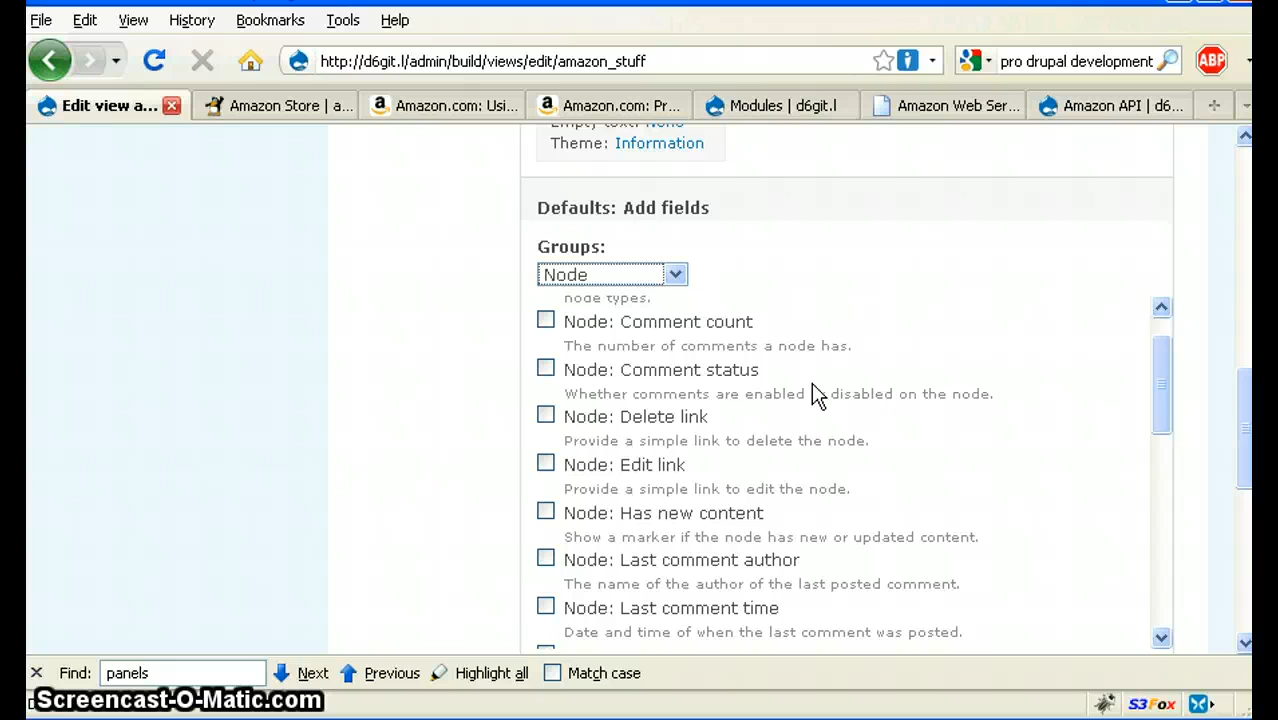 File Edit View History Bookmarks Tools Help
http://d6git.l/admin/build/views/edit/amazon_stuff
pro drupal development
ABP
Edit view a...
Amazon Store | a...
Amazon.com: Usi...
Amazon.com: Pr...
Modules | d6git.l
Amazon Web Ser...
Amazon API | d6...
Empty text: None
Theme: Information
Defaults: Add fields
Groups:
Node
node types.
Node: Comment count
The number of comments a node has.
Node: Comment status
Whether comments are enabled disabled on the node.
Node: Delete link
Provide a simple link to delete the node.
Node: Edit link
Provide a simple link to edit the node.
Node: Has new content
Show a marker if the node has new or updated content.
Node: Last comment author
The name of the author of the last posted comment.
Node: Last comment time
Date and time of when the last comment was posted.
Find: panels Next Previous Highlight all Match case
Screencast-O-Matic.com
S3Fox